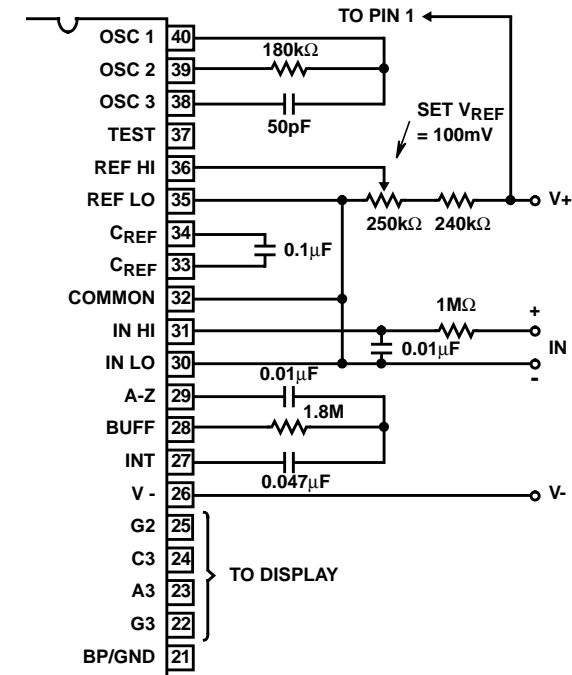 TO PIN 1
OSC 1 40
180kΩ
OSC 2 39
OSC 3 38
50pF
TEST 37
SET VREF
= 100mV
REF HI 36
REF LO 35
V+
250kΩ 240kΩ
CREF 34
0.1µF
CREF 33
COMMON 32
1MΩ
+
IN HI 31
0.01µF
IN
IN LO 30
-
0.01µF
A-Z 29
1.8M
BUFF 28
INT 27
0.047µF
V - 26
V-
G2 25
C3 24
TO DISPLAY
A3 23
G3 22
BP/GND 21